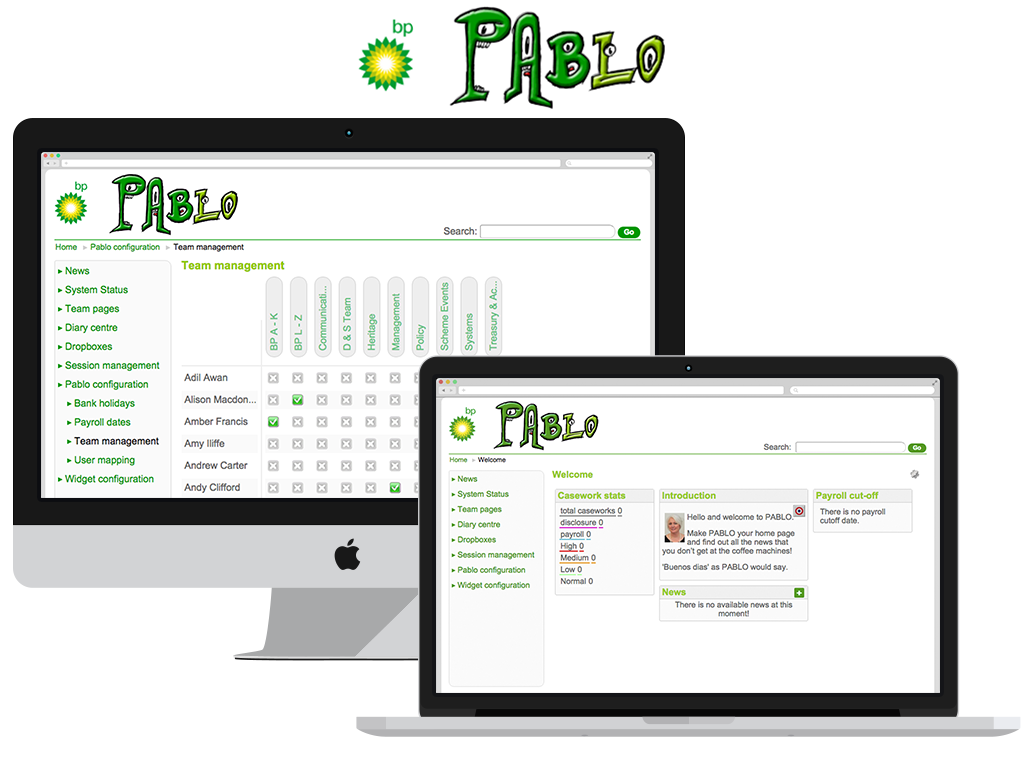 bp
PABLO
bp
PABLO
Search:
Go
Home » Pablo configuration » Team management
News
System Status
Team pages
Diary centre
Dropboxes
Session management
Pablo configuration
Bank holidays
Payroll dates
Team management
User mapping
Widget configuration
Team management
BP A - K
BP L - Z
Communicati...
D & S Team
Heritage
Management
Policy
Scheme Events
Systems
Treasury & Ac...
Adil Awan
Alison Macdon...
Amber Francis
Amy Iliffe
Andrew Carter
Andy Clifford
bp
PABLO
Search:
Go
Home » Welcome
News
System Status
Team pages
Diary centre
Dropboxes
Session management
Pablo configuration
Widget configuration
Welcome
Casework stats
total caseworks 0
disclosure 0
payroll 0
High 0
Medium 0
Low 0
Normal 0
Introduction
Hello and welcome to PABLO.
Make PABLO your home page
and find out all the news that
you don't get at the coffee machines!
'Buenos dias' as PABLO would say.
News
There is no available news at this
moment!
Payroll cut-off
There is no payroll
cutoff date.